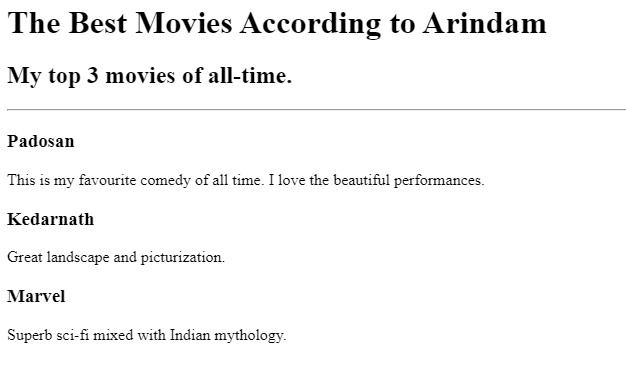 The Best Movies According to Arindam
My top 3 movies of all-time.
Padosan
This is my favourite comedy of all time. I love the beautiful performances.
Kedarnath
Great landscape and picturization.
Marvel
Superb sci-fi mixed with Indian mythology.